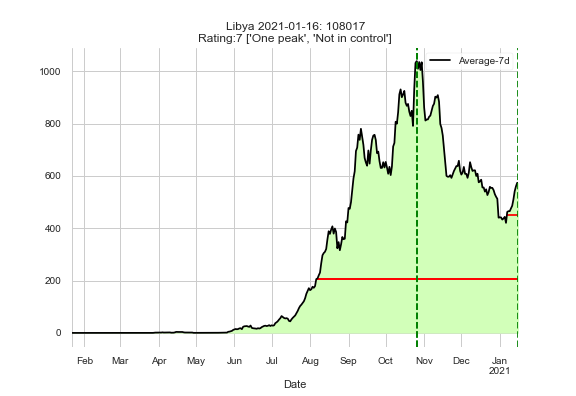 Libya 2021-01-16: 108017
Rating:7 ['One peak', 'Not in control']
Average-7d
1000
800
600
400
200
0
Feb Mar Apr May Jun Jul Aug Sep Oct Nov Dec Jan
2021
Date